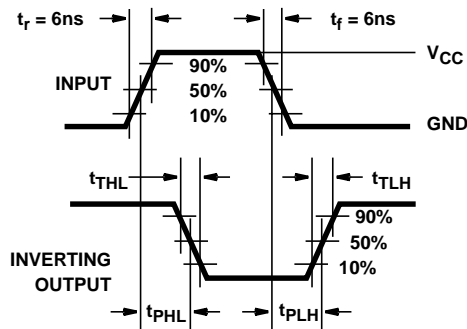 tr = 6ns
tf = 6ns
VCC
90%
INPUT
50%
10%
GND
tTHL
tTLH
90%
50%
INVERTING
10%
OUTPUT
tPHL
tPLH